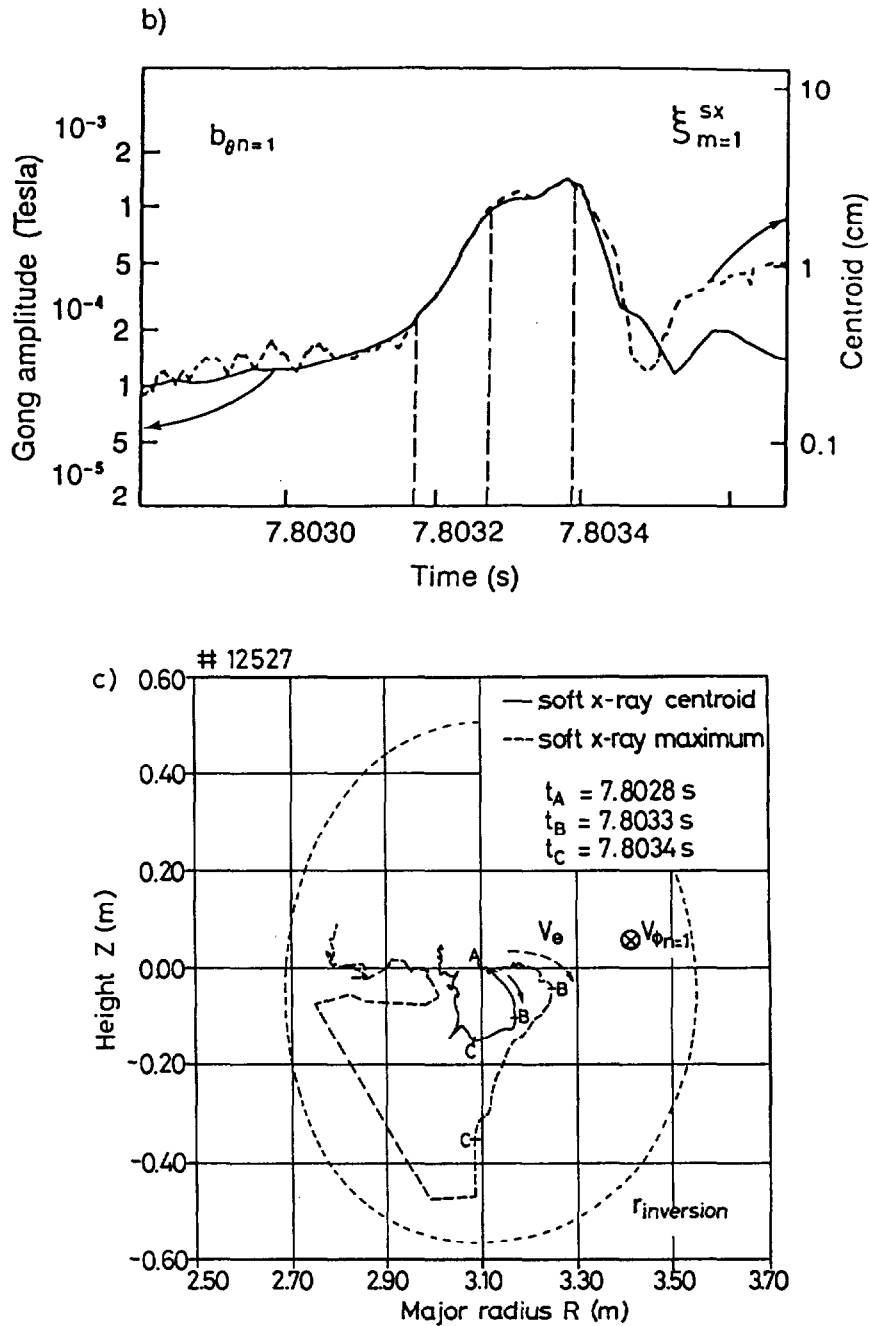 b)
Gong amplitude (Tesla)
10⁻³
2
1
5
10⁻⁴
2
1
5
10⁻⁵
2
b_θn=1
ξ^sx_m=1
10
1
0.1
Centroid (cm)
7.8030 7.8032 7.8034
Time (s)
# 12527
c)
Height Z (m)
0.60
0.40
0.20
0.00
-0.20
-0.40
-0.60
soft x-ray centroid
soft x-ray maximum
t_A = 7.8028 s
t_B = 7.8033 s
t_C = 7.8034 s
V_θ
V_Φn=1
A
B
B
C
C
r_inversion
2.50 2.70 2.90 3.10 3.30 3.50 3.70
Major radius R (m)